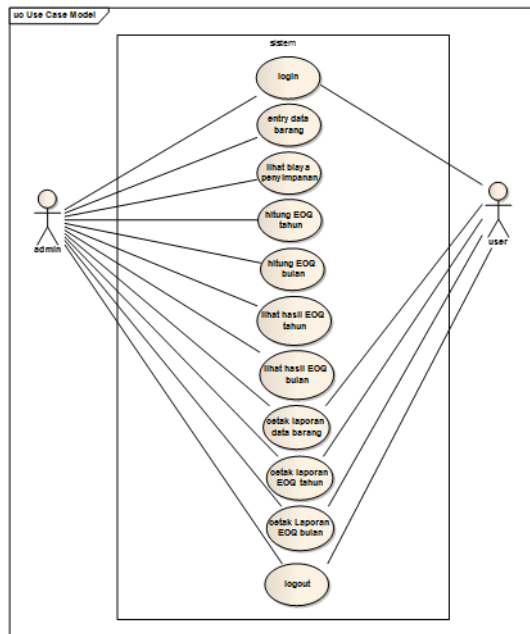 uc Use Case Model
sistem
login
entry data
barang
lihat biaya
penyimpanan
hitung EOQ
tahun
hitung EOQ
bulan
lihat hasil EOQ
tahun
lihat hasil EOQ
bulan
cetak laporan
data barang
cetak laporan
EOQ tahun
cetak Laporan
EOQ bulan
logout
admin
user